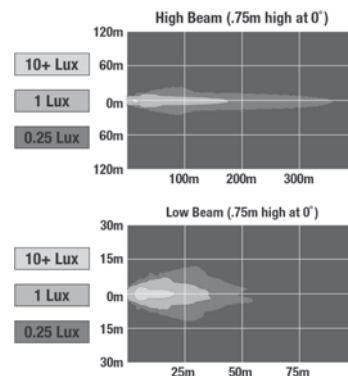 High Beam (.75m high at 0°)
120m
60m
0m
60m
120m
10+ Lux
1 Lux
0.25 Lux
100m
200m
300m
Low Beam (.75m high at 0°)
30m
15m
0m
15m
30m
10+ Lux
1 Lux
0.25 Lux
25m
50m
75m